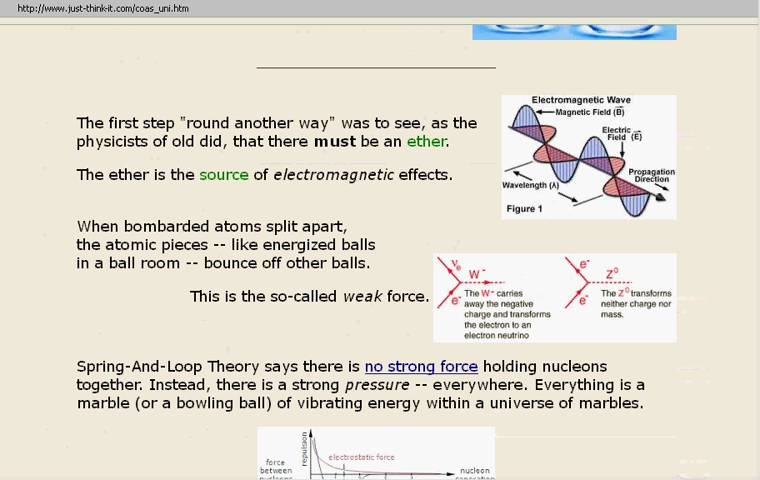 http://www.just-think-it.com/coas_uni.htm
Electromagnetic Wave
Magnetic Field (B)
Electric
Field (E)
Propagation
Direction
Wavelength (λ)
Figure 1
The first step "round another way" was to see, as the
physicists of old did, that there must be an ether.
The ether is the source of electromagnetic effects.
When bombarded atoms split apart,
the atomic pieces -- like energized balls
in a ball room -- bounce off other balls.
This is the so-called weak force.
νe
W-
e-
The W- carries
away the negative
charge and transforms
the electron to an
electron neutrino
e-
Z0
e-
The Z0 transforms
neither charge nor
mass.
Spring-And-Loop Theory says there is no strong force holding nucleons
together. Instead, there is a strong pressure -- everywhere. Everything is a
marble (or a bowling ball) of vibrating energy within a universe of marbles.
repulsion
electrostatic force
force
between
nucleons
nucleon
separation